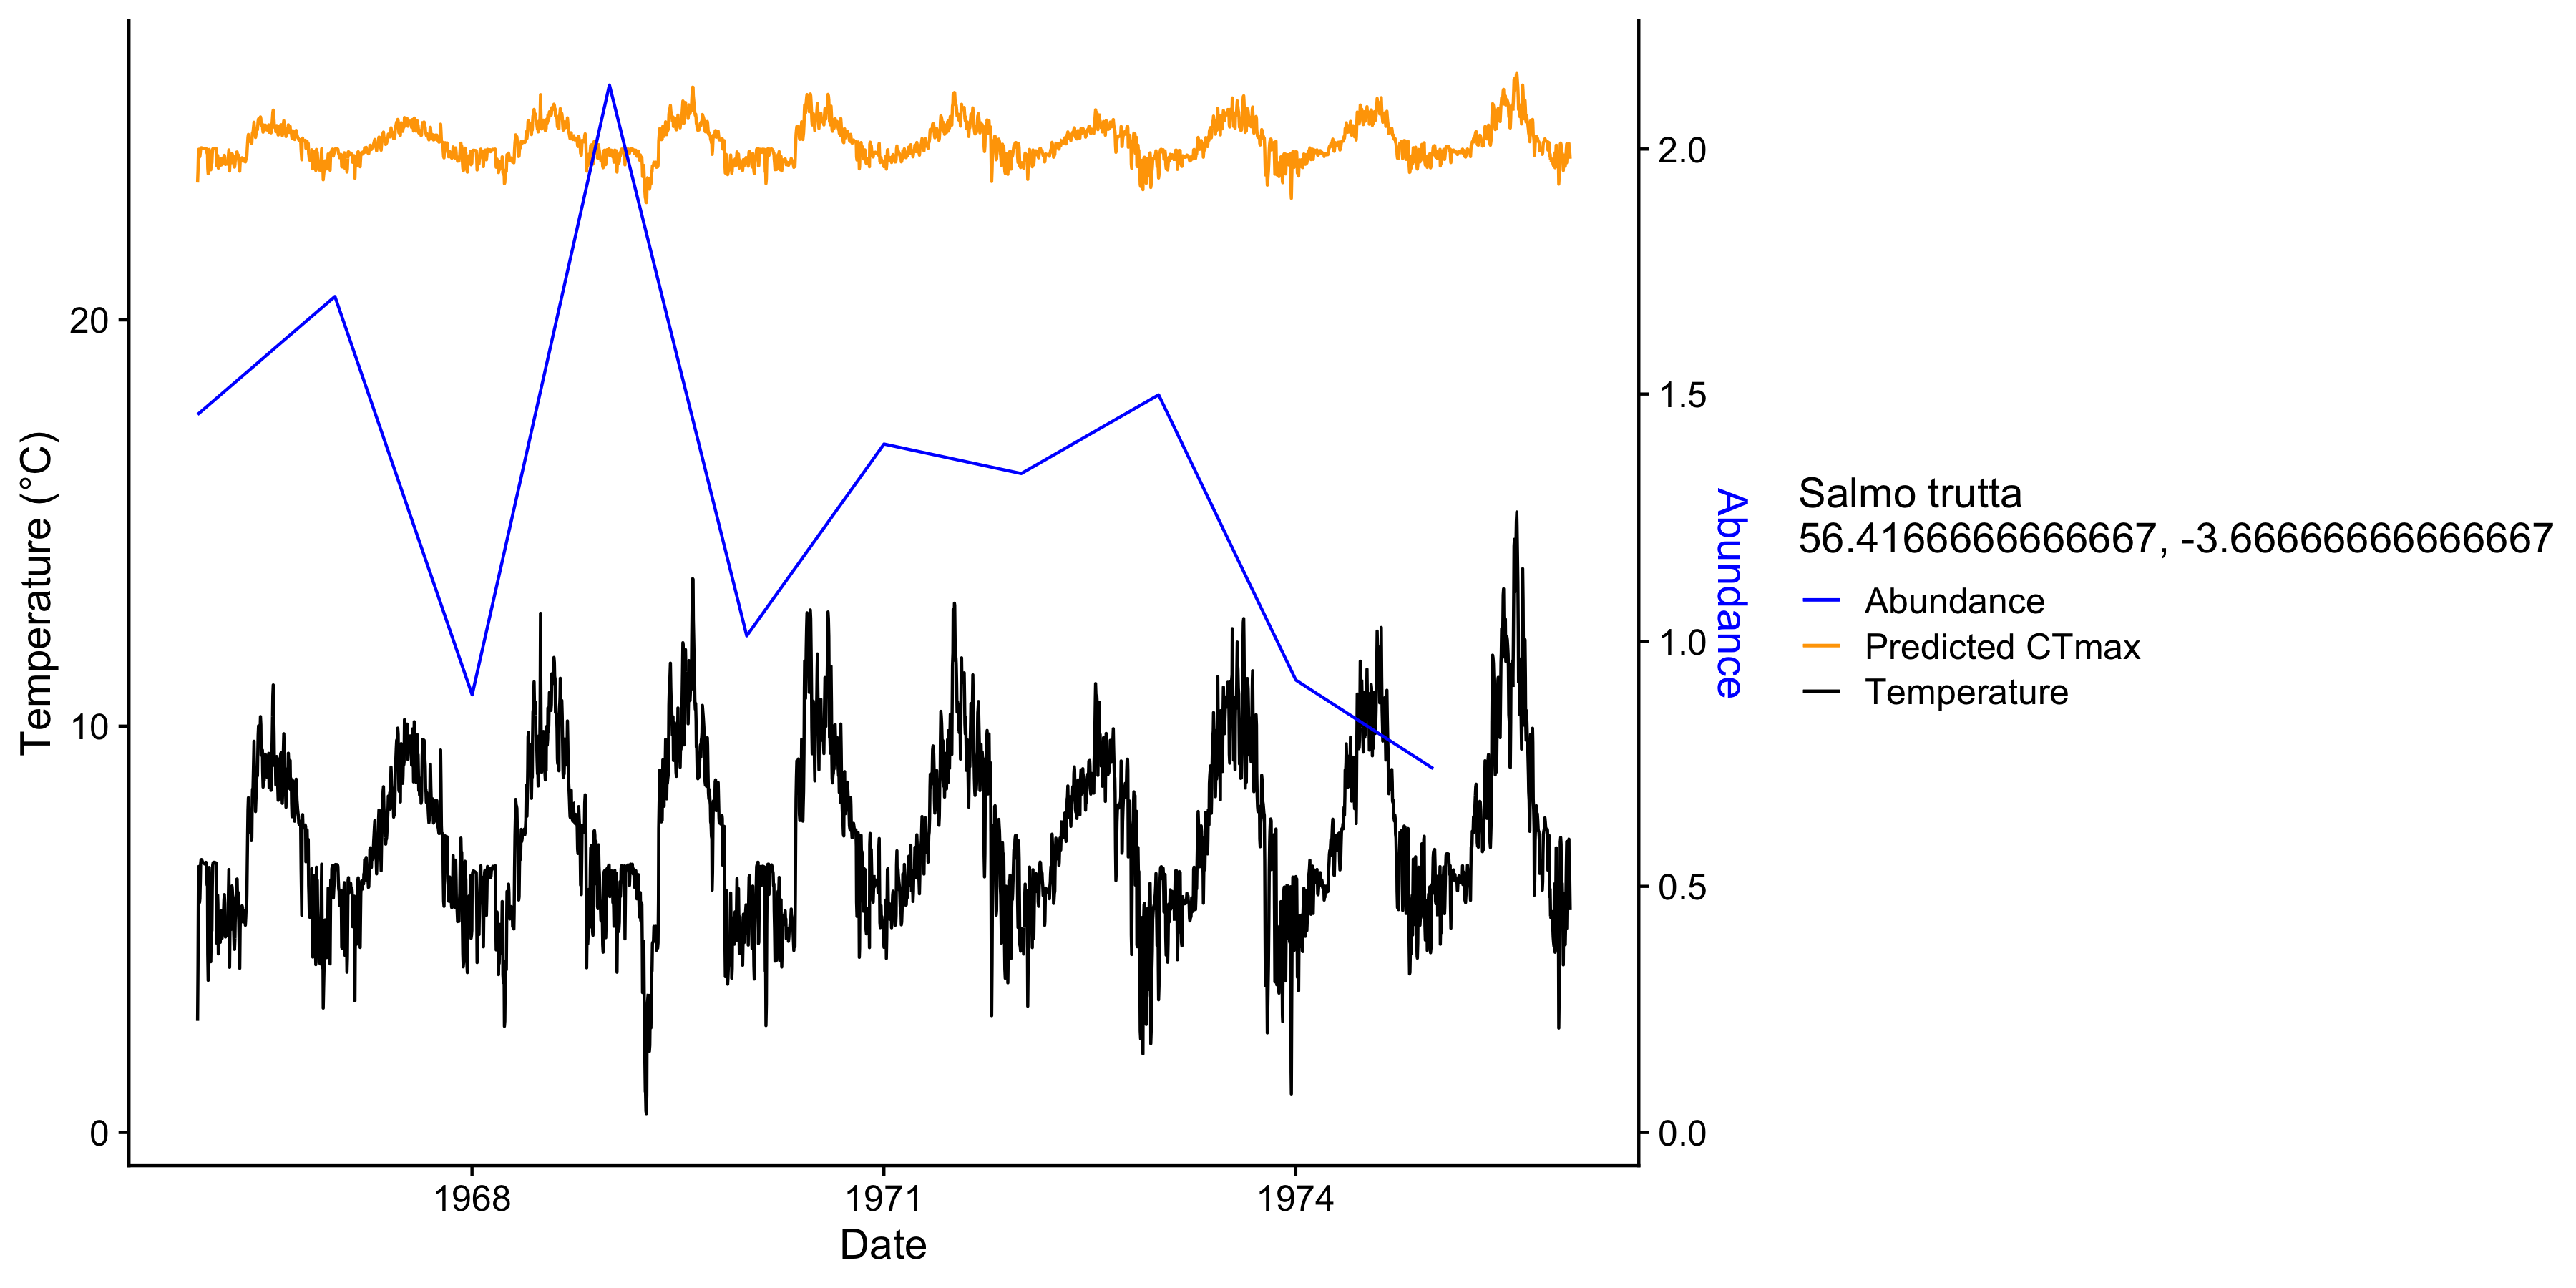 Temperature (°C)
20
10
0
1968
1971
1974
Date
2.0
1.5
1.0
0.5
0.0
Abundance
Salmo trutta
56.4166666666667, -3.66666666666667
Abundance
Predicted CTmax
Temperature